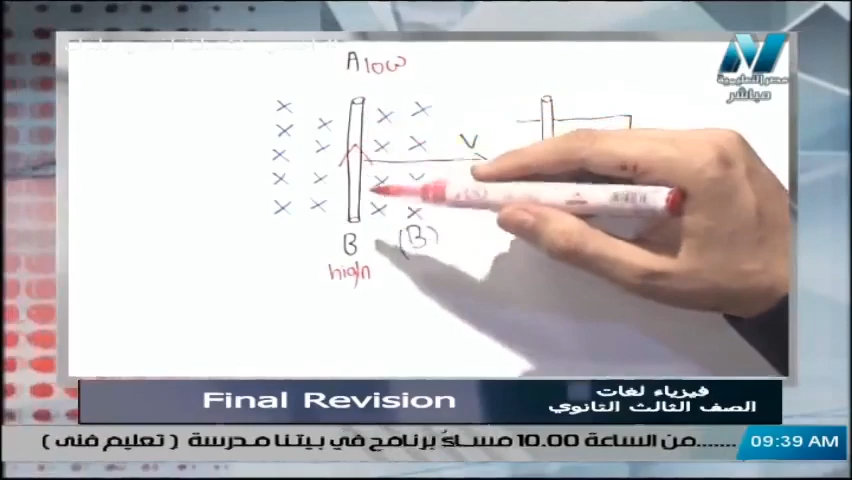 A low
مصر التعليمية
مباشر
V
B
(B)
high
Final Revision
فيزياء لغات
الصف الثالث الثانوي
من الساعة 10.00 مساءً برنامج في بيتنا مدرسة ( تعليم فنى ).......
09:39 AM